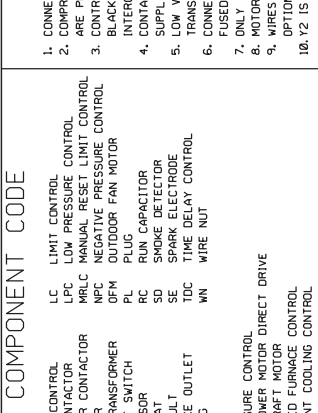 COMPONENT CODE
CONTROL
NTACTOR
R CONTACTOR
R
RANSFORMER
SWITCH
SOR
AT
ULT
E OUTLET
G
SURE CONTROL
OWER MOTOR DIRECT DRIVE
RAFT MOTOR
D FURNACE CONTROL
NT COOLING CONTROL
LC LIMIT CONTROL
LPC LOW PRESSURE CONTROL
MRLC MANUAL RESET LIMIT CONTROL
NPC NEGATIVE PRESSURE CONTROL
OFM OUTDOOR FAN MOTOR
PL PLUG
RC RUN CAPACITOR
SD SMOKE DETECTOR
SE SPARK ELECTRODE
TDC TIME DELAY CONTROL
WN WIRE NUT
1. CONNE
2. COMPR
ARE P
3. CONTR
BLACK
INTERC
4. CONTA
SUPPL
5. LOW V
TRANS
6. CONNE
FUSED
7. ONLY
8. MOTOR
9. WIRES
OPTION
10. Y2 IS